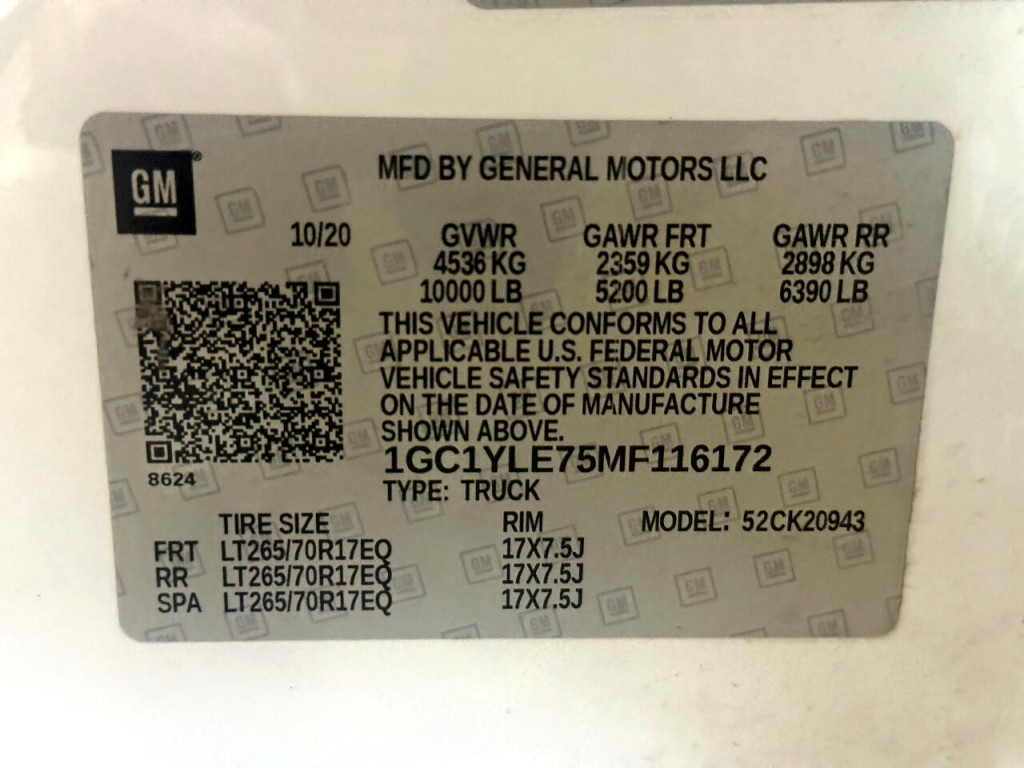 GM
MFD BY GENERAL MOTORS LLC
10/20 GVWR GAWR FRT GAWR RR
4536 KG 2359 KG 2898 KG
10000 LB 5200 LB 6390 LB
THIS VEHICLE CONFORMS TO ALL
APPLICABLE U.S. FEDERAL MOTOR
VEHICLE SAFETY STANDARDS IN EFFECT
ON THE DATE OF MANUFACTURE
SHOWN ABOVE.
1GC1YLE75MF116172
8624
TYPE: TRUCK
TIRE SIZE RIM MODEL: 52CK20943
FRT LT265/70R17EQ 17X7.5J
RR LT265/70R17EQ 17X7.5J
SPA LT265/70R17EQ 17X7.5J